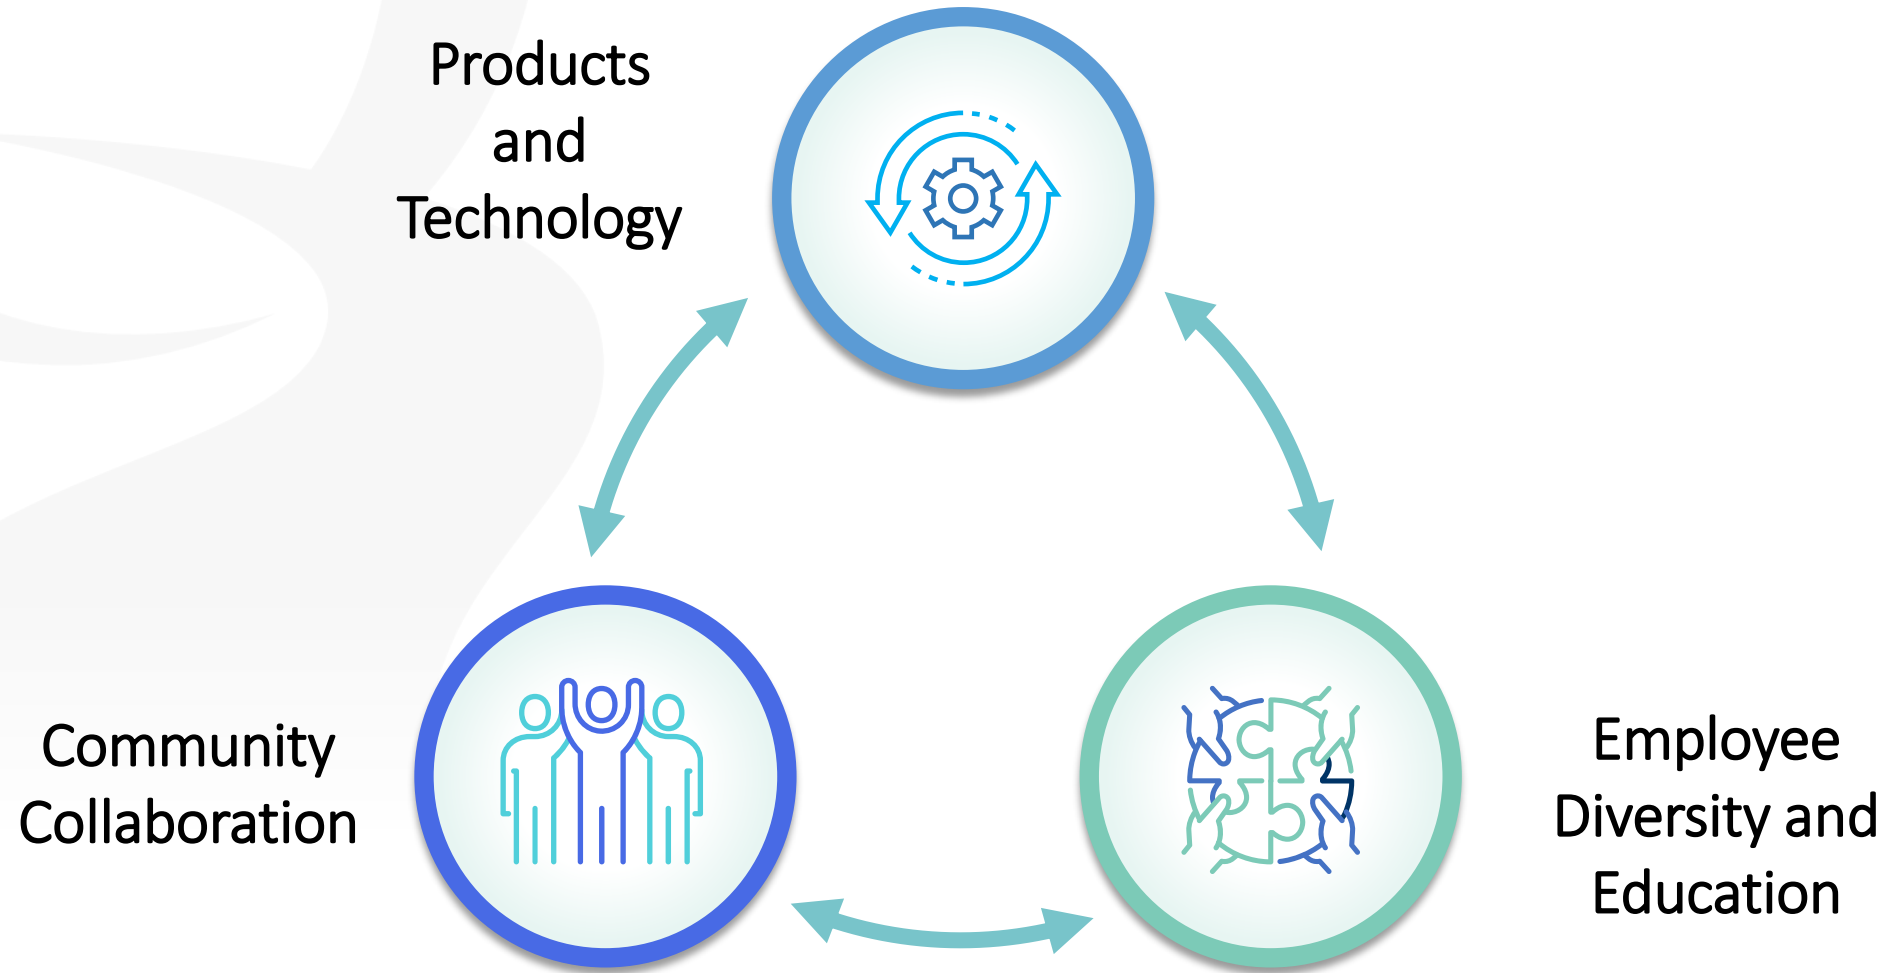 Products
and
Technology
Community
Collaboration
Employee
Diversity and
Education